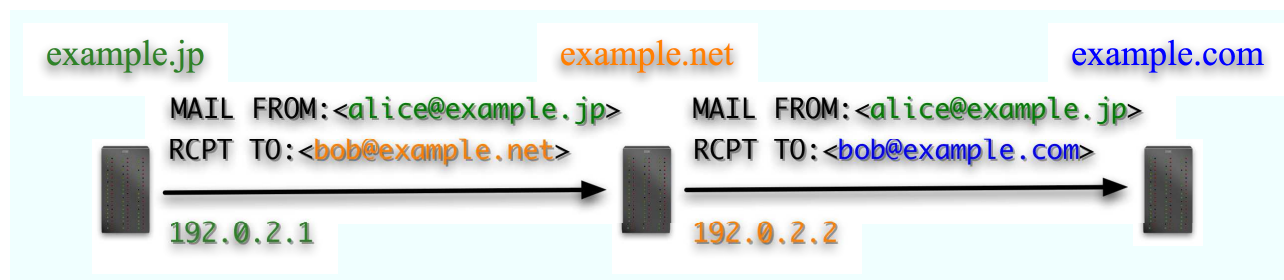 example.jp
example.net
example.com
MAIL FROM:<alice@example.jp>
MAIL FROM:<alice@example.jp>
RCPT TO:<bob@example.net>
RCPT TO:<bob@example.com>
192.0.2.1
192.0.2.2